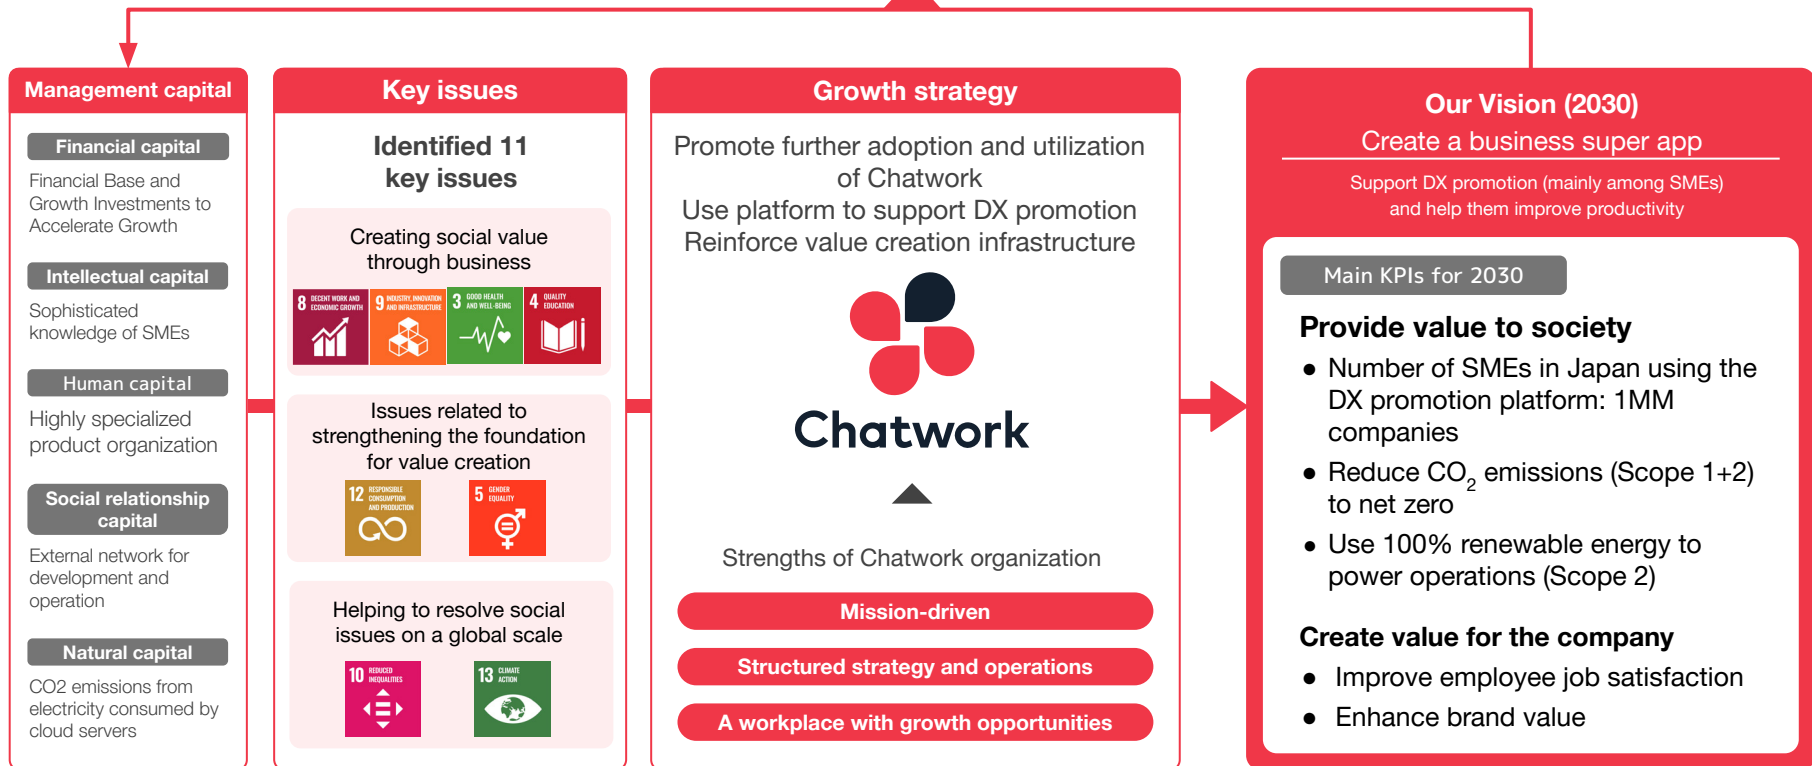 Management capital
Financial capital
Financial Base and
Growth Investments to
Accelerate Growth
Intellectual capital
Sophisticated
knowledge of SMEs
Human capital
Highly specialized
product organization
Social relationship
capital
External network for
development and
operation
Natural capital
CO2 emissions from
electricity consumed by
cloud servers
Key issues
Identified 11
key issues
Creating social value
through business
8 DECENT WORK AND
ECONOMIC GROWTH
9 INDUSTRY, INNOVATION
AND INFRASTRUCTURE
3 GOOD HEALTH
AND WELL-BEING
4 QUALITY
EDUCATION
Issues related to
strengthening the foundation
for value creation
12 RESPONSIBLE
CONSUMPTION
AND PRODUCTION
5 GENDER
EQUALITY
Helping to resolve social
issues on a global scale
10 REDUCED
INEQUALITIES
13 CLIMATE
ACTION
Growth strategy
Promote further adoption and utilization
of Chatwork
Use platform to support DX promotion
Reinforce value creation infrastructure
Chatwork
Strengths of Chatwork organization
Mission-driven
Structured strategy and operations
A workplace with growth opportunities
Our Vision (2030)
Create a business super app
Support DX promotion (mainly among SMEs)
and help them improve productivity
Main KPIs for 2030
Provide value to society
● Number of SMEs in Japan using the
DX promotion platform: 1MM
companies
● Reduce CO₂ emissions (Scope 1+2)
to net zero
● Use 100% renewable energy to
power operations (Scope 2)
Create value for the company
● Improve employee job satisfaction
● Enhance brand value